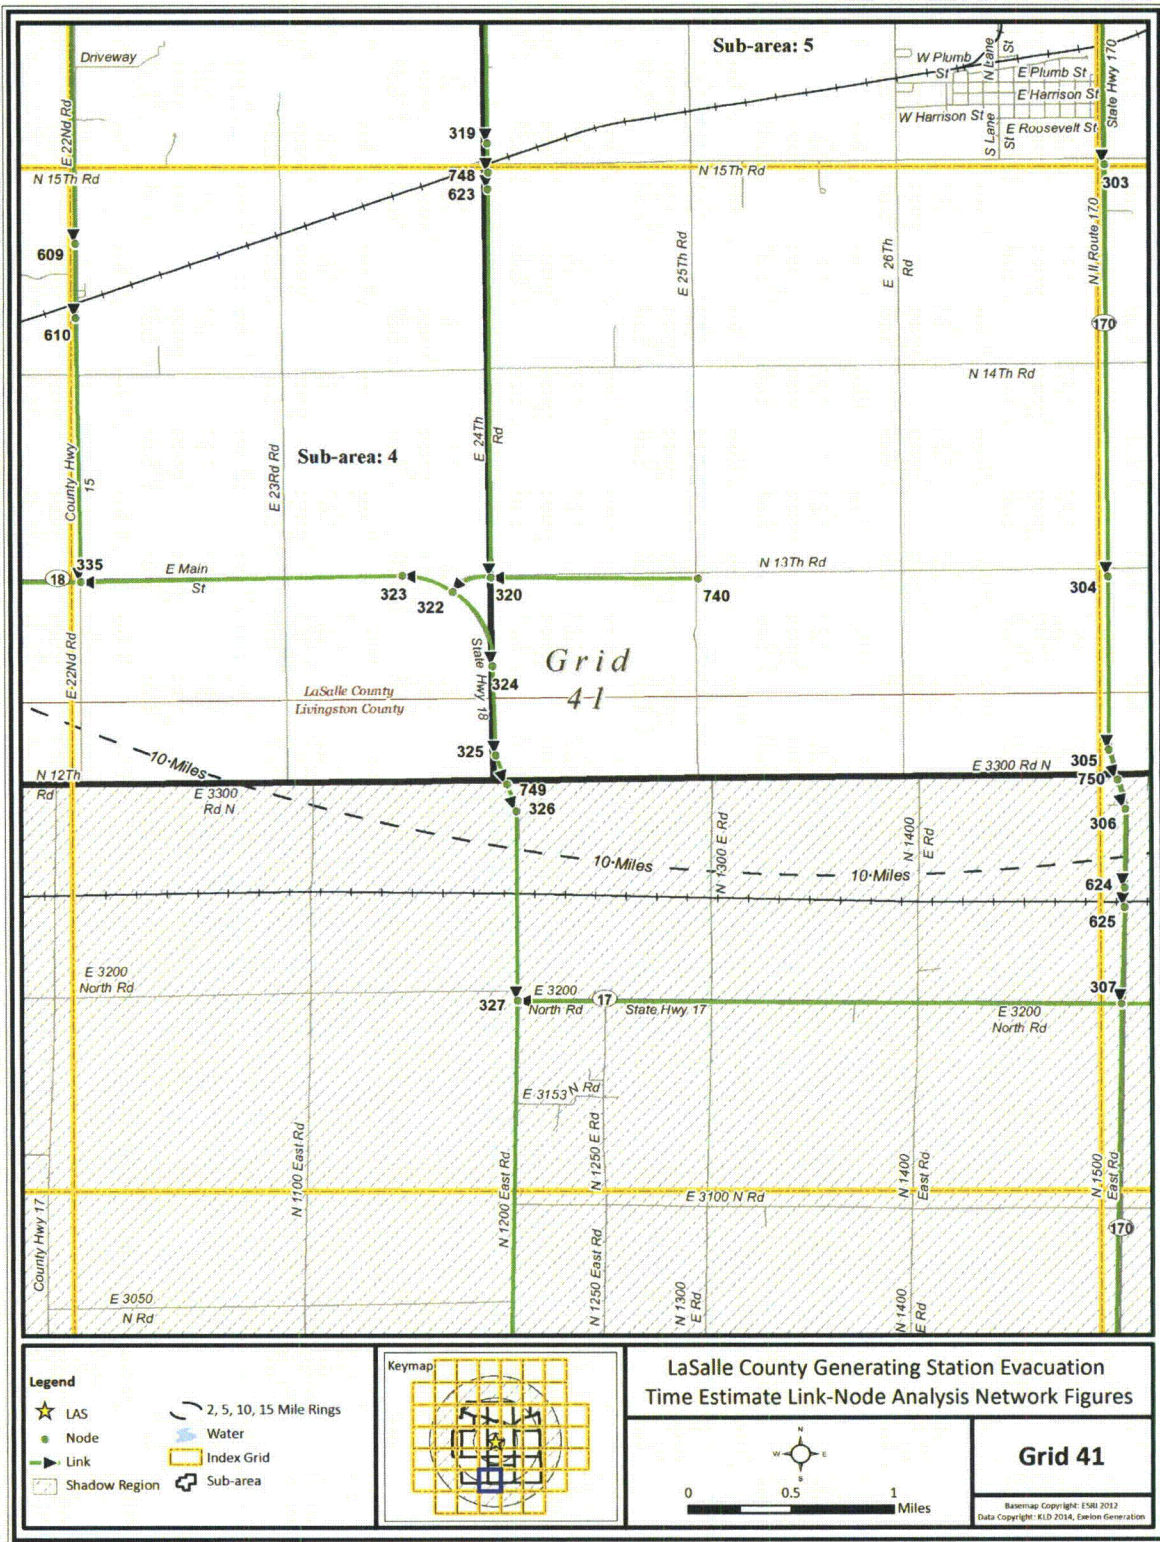 Sub-area: 5
Driveway
W Plumb
St
N Lane
St
E Plumb St
E Harrison St
W Harrison St
S Lane
St
E Roosevelt St
State Hwy 170
E 22Nd Rd
319
N 15Th Rd
748
623
N 15Th Rd
303
609
610
E 25Th Rd
E 26Th
Rd
N Il Route 170
170
N 14Th Rd
E 24Th
Rd
Sub-area: 4
County Hwy
15
E 23Rd Rd
335
18
E Main
St
323
322
320
740
N 13Th Rd
304
E 22Nd Rd
State Hwy 18
Grid
41
324
LaSalle County
Livingston County
325
10 Miles
N 12Th
Rd
E 3300
Rd N
749
326
E 3300 Rd N
305
750
306
N 1300 E Rd
N 1400
E Rd
10 Miles
10 Miles
624
625
E 3200
North Rd
327
E 3200
North Rd
17
State Hwy 17
307
E 3200
North Rd
E 3153 N Rd
N 1100 East Rd
N 1200 East Rd
N 1250 E Rd
N 1400
East Rd
N 1500
East Rd
E 3100 N Rd
170
County Hwy 17
N 1250 East Rd
N 1300
E Rd
N 1400
E Rd
E 3050
N Rd
Legend
LAS
Node
Link
Shadow Region
2, 5, 10, 15 Mile Rings
Water
Index Grid
Sub-area
Keymap
LaSalle County Generating Station Evacuation
Time Estimate Link-Node Analysis Network Figures
N
W E
S
0 0.5 1
Miles
Grid 41
Basemap Copyright: ESRI 2012
Data Copyright: KLD 2014, Exelon Generation